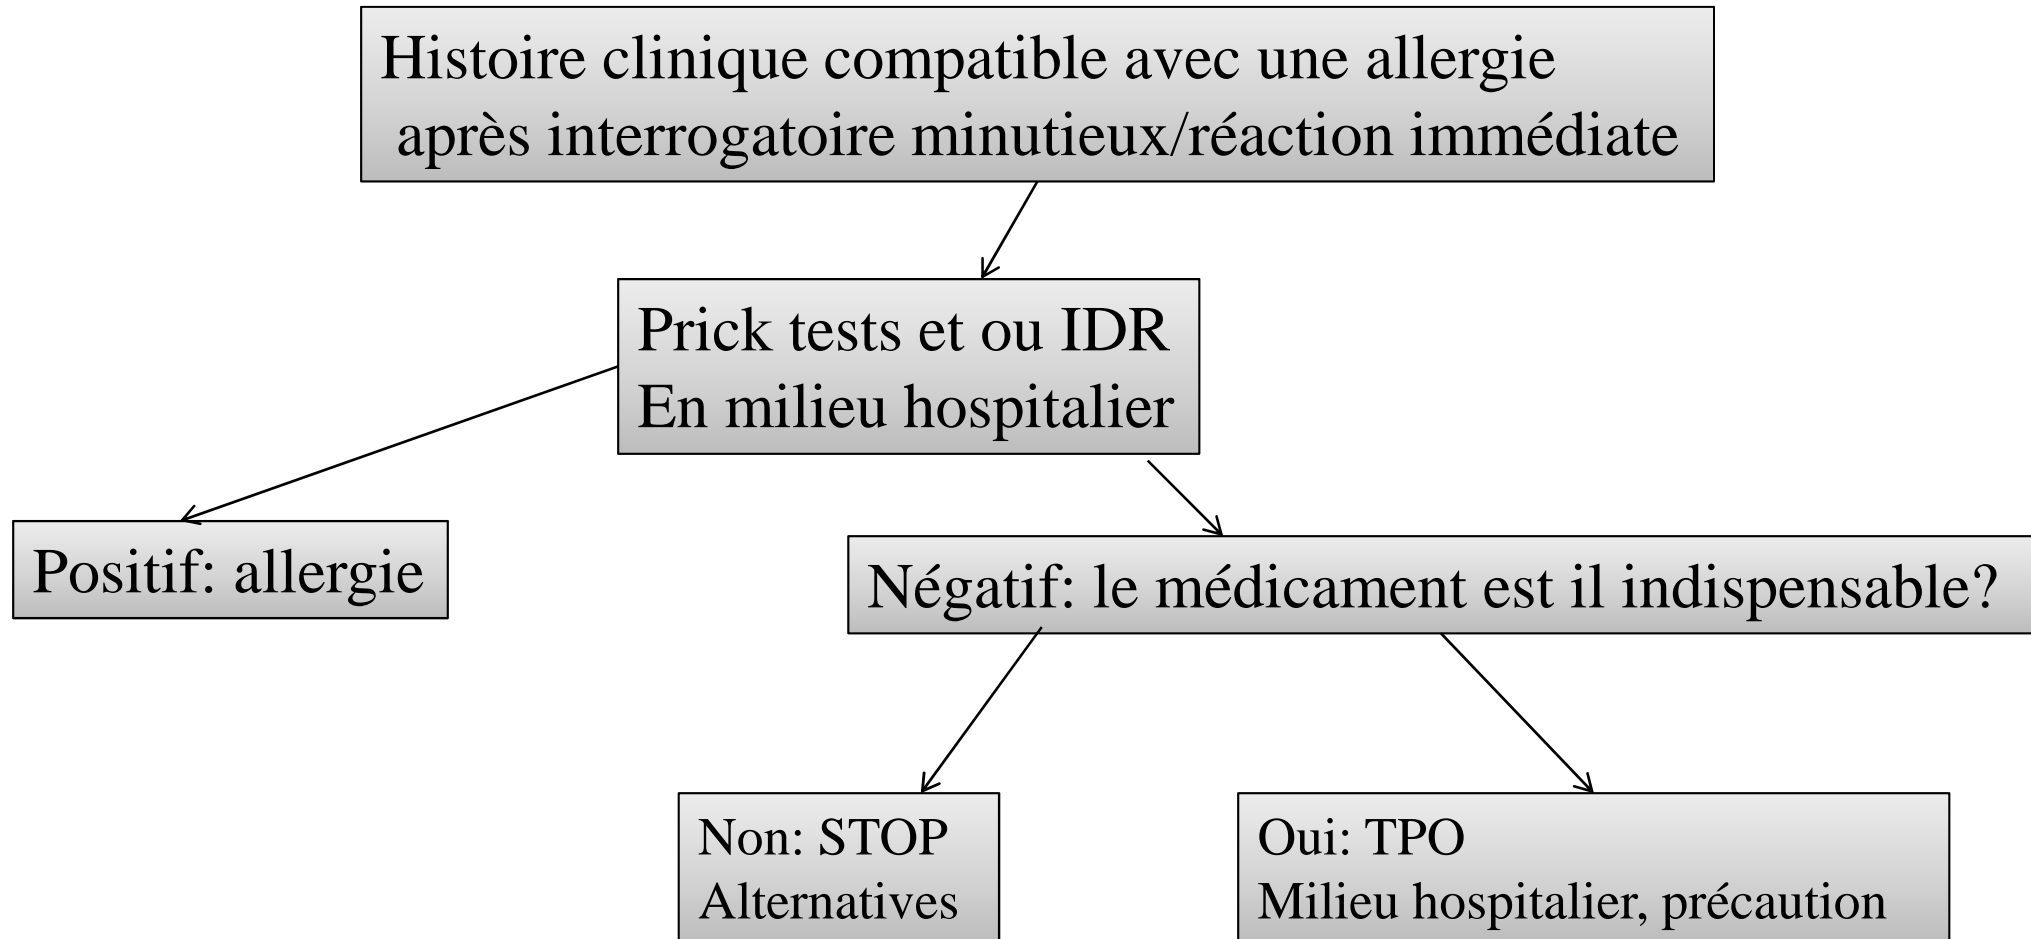 Histoire clinique compatible avec une allergie
après interrogatoire minutieux/réaction immédiate
Prick tests et ou IDR
En milieu hospitalier
Positif: allergie
Négatif: le médicament est il indispensable?
Non: STOP
Alternatives
Oui: TPO
Milieu hospitalier, précaution